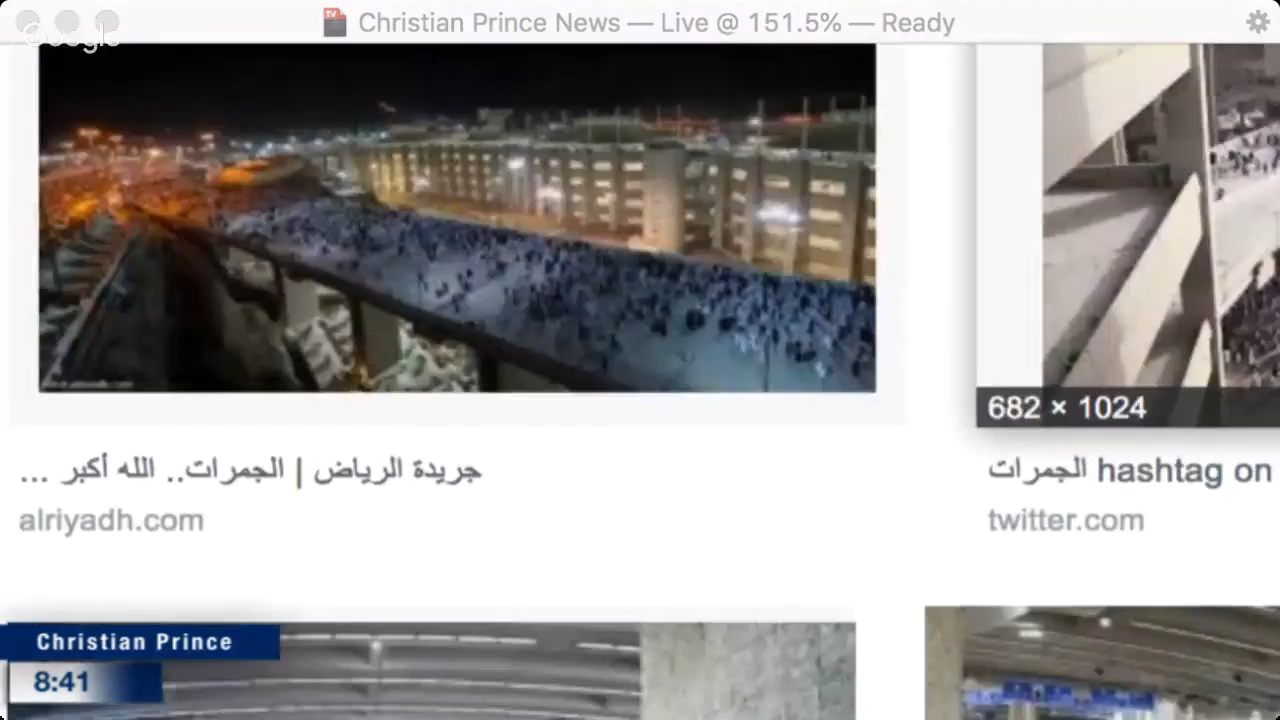 Christian Prince News — Live @ 151.5% — Ready
Google
682 × 1024
جريدة الرياض | الجمرات.. الله أكبر ...
الجمرات hashtag on
alriyadh.com
twitter.com
Christian Prince
8:41